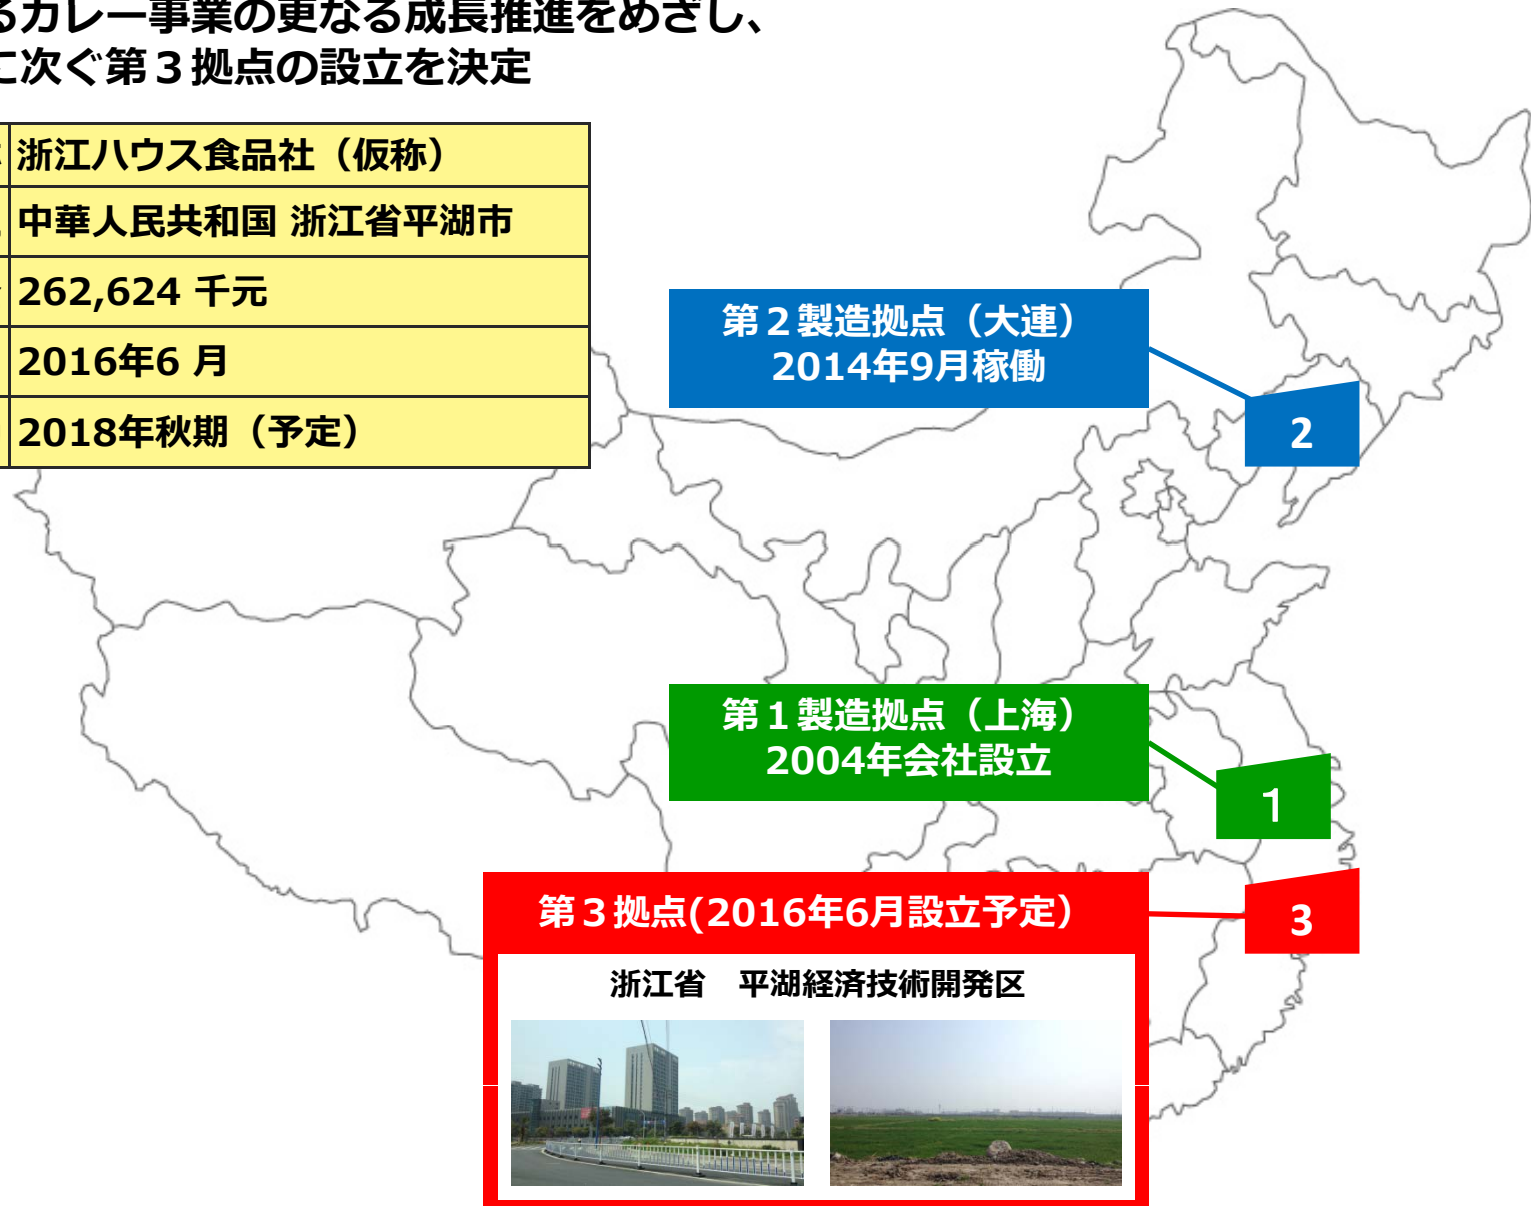 るカレー事業の更なる成長推進をめざし、
に次ぐ第３拠点の設立を決定
浙江ハウス食品社（仮称）
中華人民共和国 浙江省平湖市
262,624 千元
2016年6 月
2018年秋期（予定）
第２製造拠点（大連）
2014年9月稼働
2
第１製造拠点（上海）
2004年会社設立
1
第３拠点(2016年6月設立予定）
3
浙江省　平湖経済技術開発区